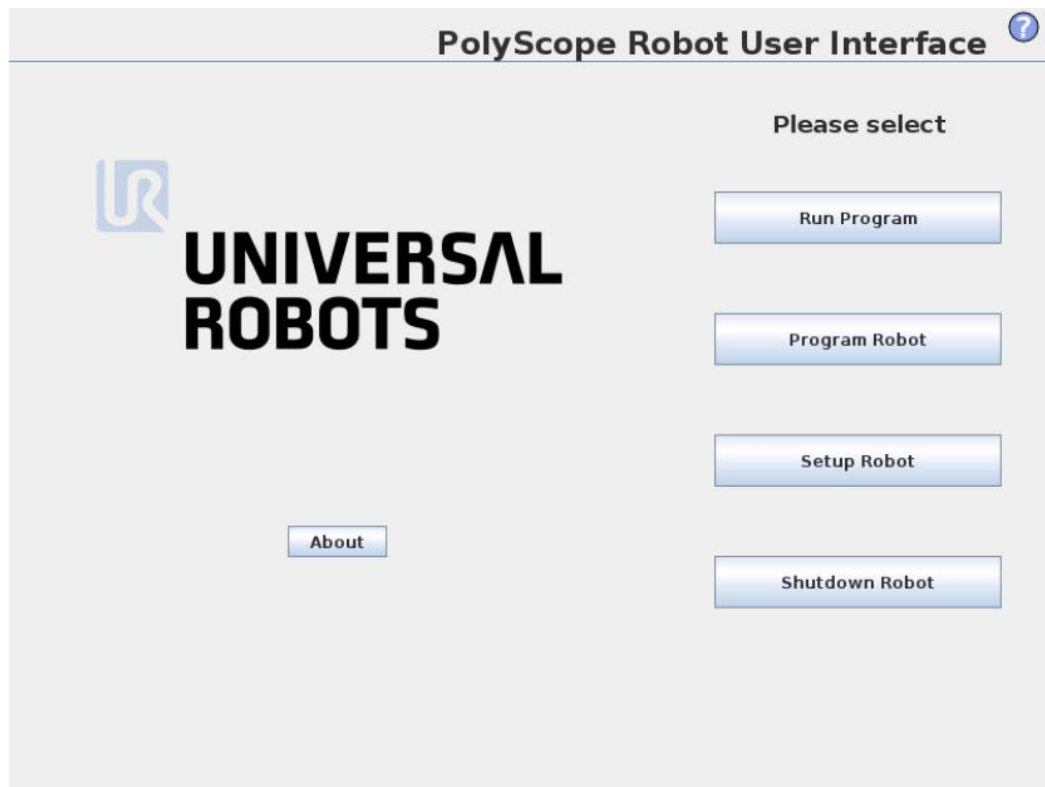 PolyScope Robot User Interface
?
Please select
UR
UNIVERSAL
ROBOTS
Run Program
Program Robot
Setup Robot
About
Shutdown Robot